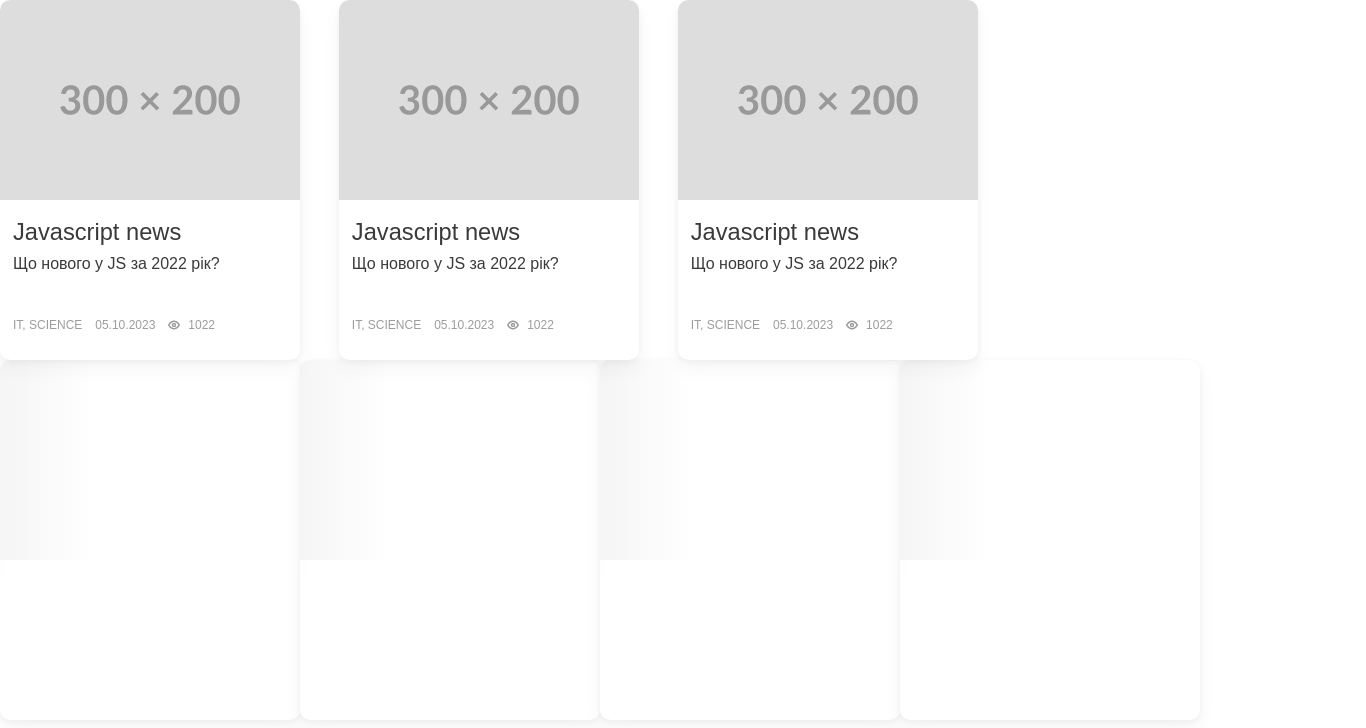 300 × 200
300 × 200
300 × 200
Javascript news
Що нового у JS за 2022 рік?
IT, SCIENCE 05.10.2023 1022
Javascript news
Що нового у JS за 2022 рік?
IT, SCIENCE 05.10.2023 1022
Javascript news
Що нового у JS за 2022 рік?
IT, SCIENCE 05.10.2023 1022